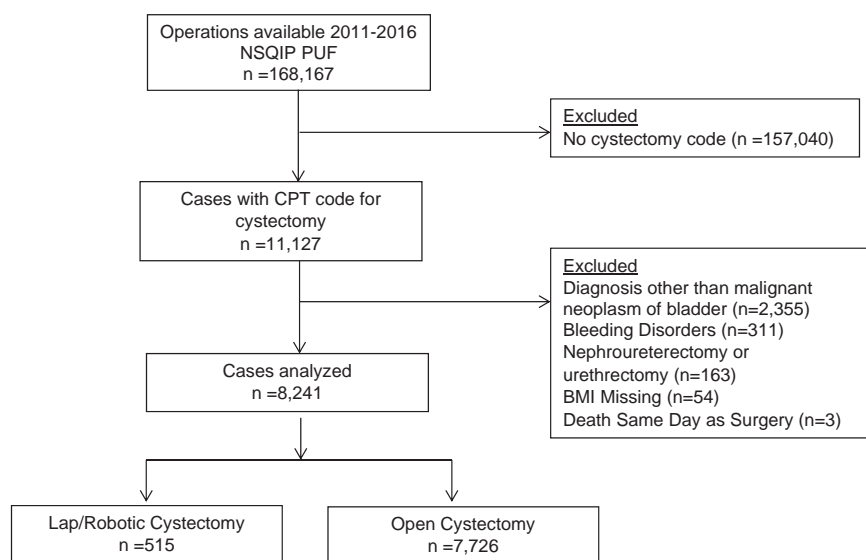 Operations available 2011-2016
NSQIP PUF
n =168,167
Excluded
No cystectomy code (n =157,040)
Cases with CPT code for
cystectomy
n =11,127
Excluded
Diagnosis other than malignant
neoplasm of bladder (n=2,355)
Bleeding Disorders (n=311)
Nephroureterectomy or
urethrectomy (n=163)
BMI Missing (n=54)
Death Same Day as Surgery (n=3)
Cases analyzed
n =8,241
Lap/Robotic Cystectomy
n =515
Open Cystectomy
n =7,726